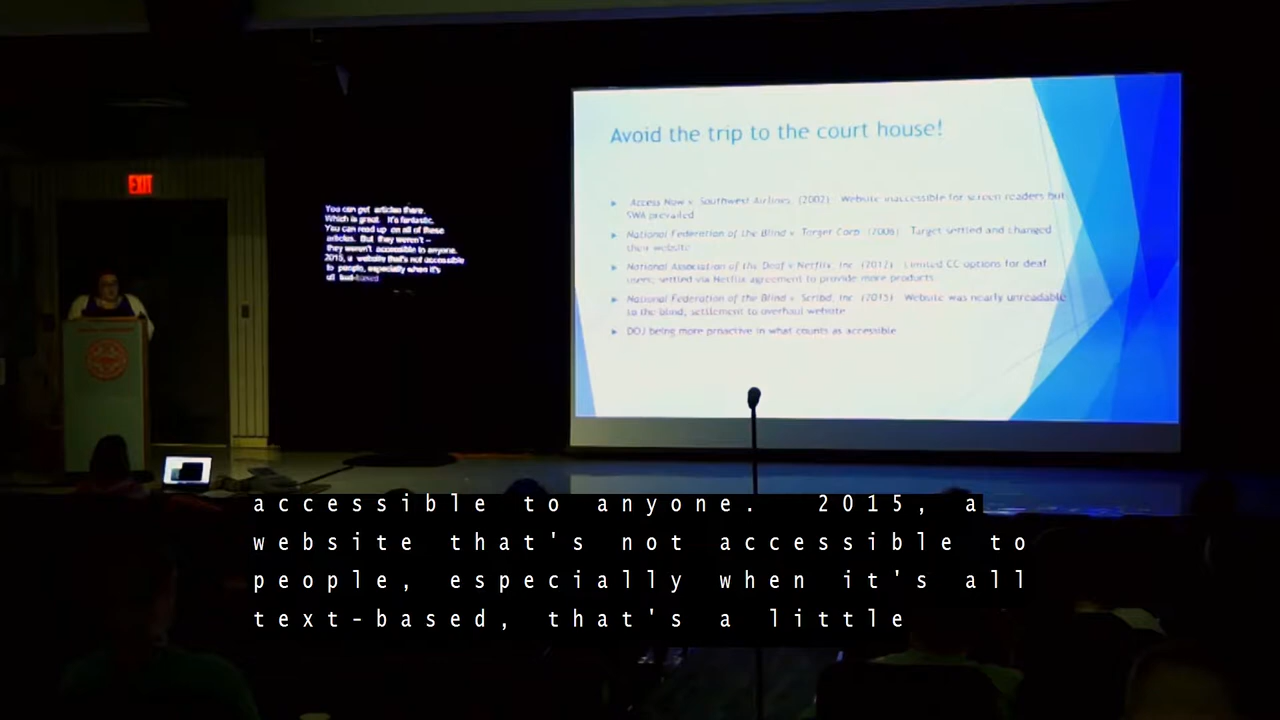 Avoid the trip to the court house!
Access Now v. Southwest Airlines, (2002) Website inaccessible for screen readers but
SWA prevailed
National Federation of the Blind v. Target Corp. (2006) Target settled and changed
their website
National Association of the Deaf v Netflix, Inc. (2012) Limited CC options for deaf
users, settled via Netflix agreement to provide more products.
National Federation of the Blind v. Scribd, Inc. (2015) Website was nearly unreadable
to the blind, settlement to overhaul website
DOJ being more proactive in what counts as accessible
EXIT
You can get articles there.
Which is great. It's fantastic.
You can read up on all of these
articles. But they weren't –
they weren't accessible to anyone.
2015, a website that's not accessible
to people, especially when it's
all text-based
accessible to anyone. 2015, a
website that's not accessible to
people, especially when it's all
text-based, that's a little